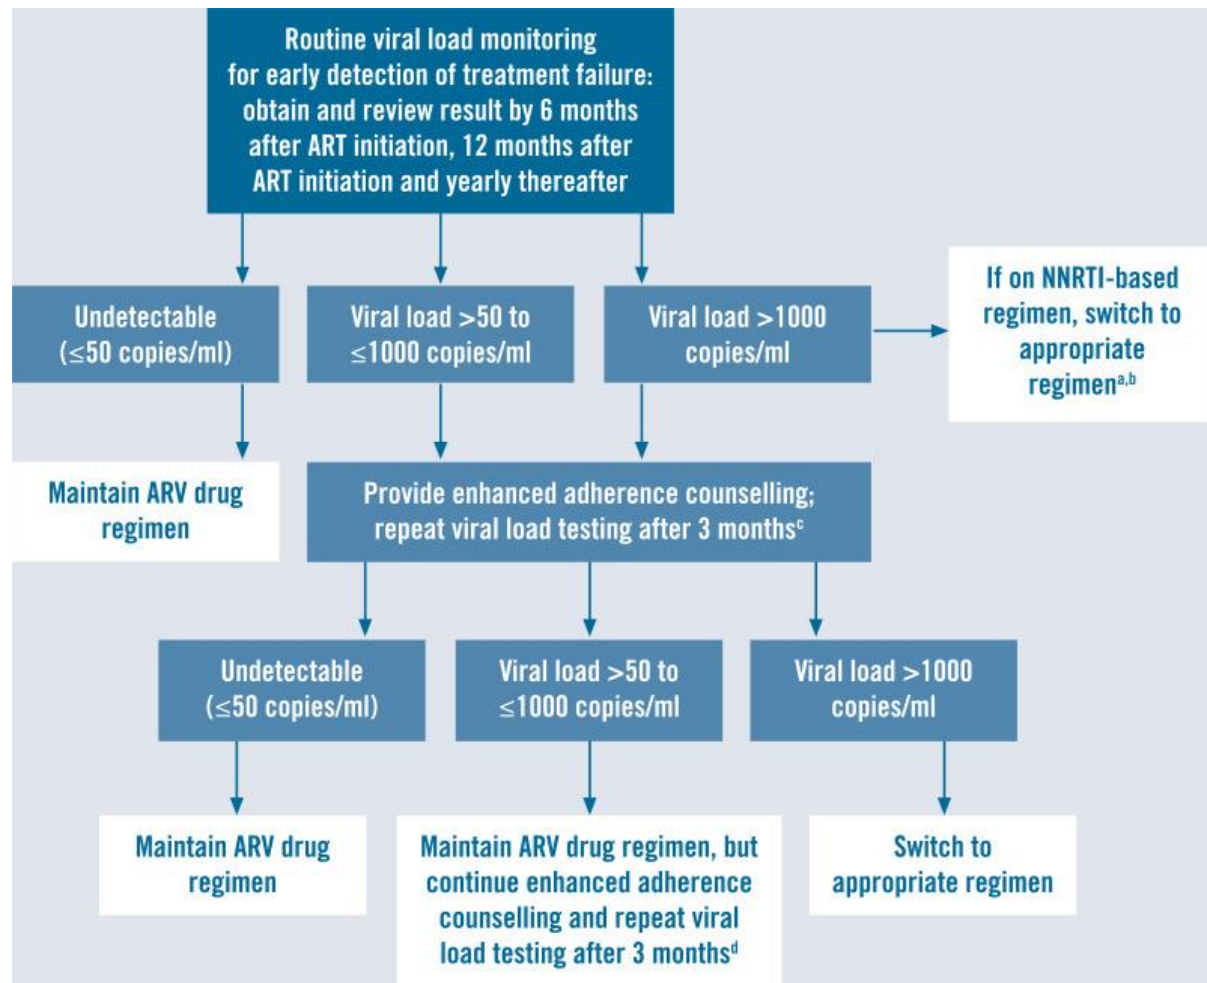 Routine viral load monitoring
for early detection of treatment failure:
obtain and review result by 6 months
after ART initiation, 12 months after
ART initiation and yearly thereafter
Undetectable
(≤50 copies/ml)
Viral load >50 to
≤1000 copies/ml
Viral load >1000
copies/ml
If on NNRTI-based
regimen, switch to
appropriate
regimenᵃ,ᵇ
Maintain ARV drug
regimen
Provide enhanced adherence counselling;
repeat viral load testing after 3 monthsᶜ
Undetectable
(≤50 copies/ml)
Viral load >50 to
≤1000 copies/ml
Viral load >1000
copies/ml
Maintain ARV drug
regimen
Maintain ARV drug regimen, but
continue enhanced adherence
counselling and repeat viral
load testing after 3 monthsᵈ
Switch to
appropriate regimen